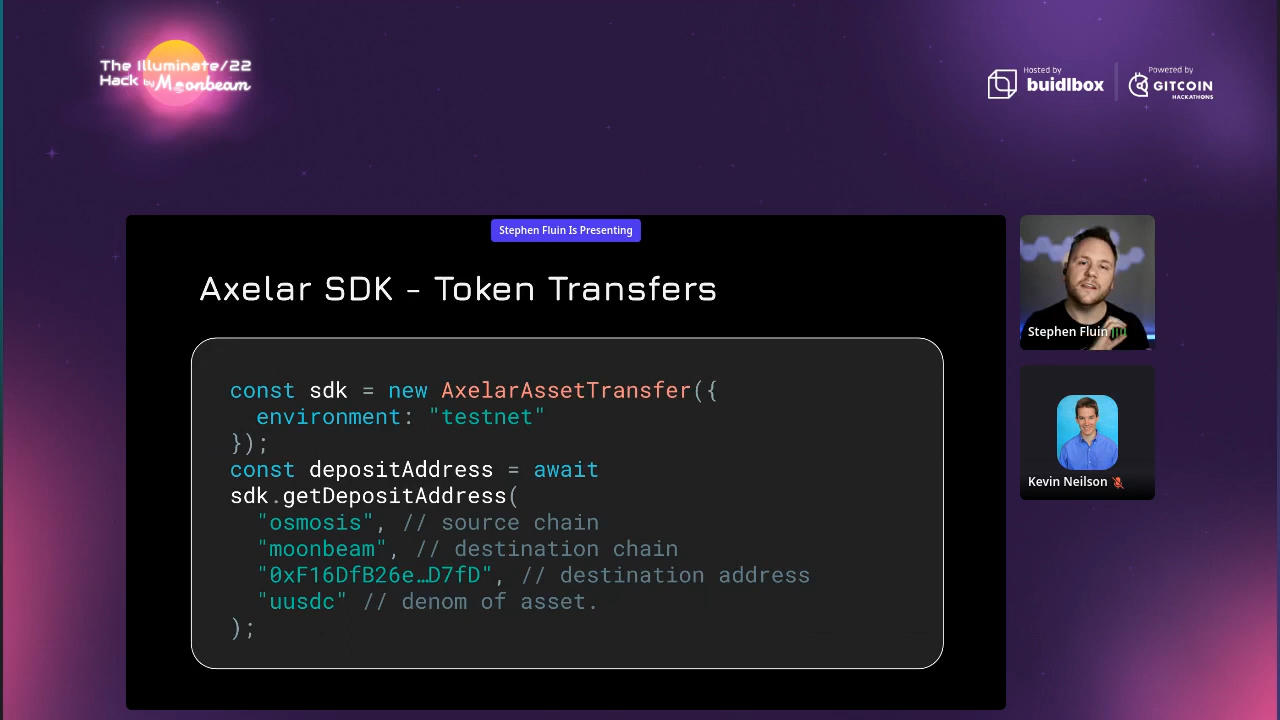 The Illuminate/22
Hack by Moonbeam
Hosted by
buidlbox
Powered by
GITCOIN
HACKATHONS
Stephen Fluin Is Presenting
Axelar SDK - Token Transfers
const sdk = new AxelarAssetTransfer({
environment: "testnet"
});
const depositAddress = await
sdk.getDepositAddress(
"osmosis", // source chain
"moonbeam", // destination chain
"0xF16DfB26e…D7fD", // destination address
"uusdc" // denom of asset.
);
Stephen Fluin
Kevin Neilson